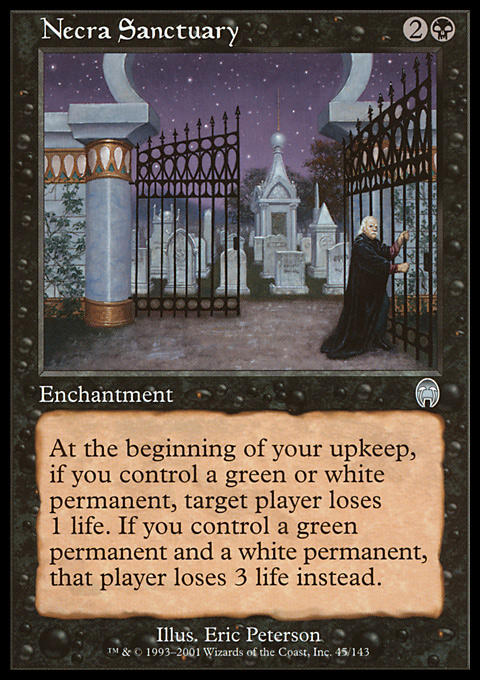 Necra Sanctuary 2
Enchantment
At the beginning of your upkeep,
if you control a green or white
permanent, target player loses
1 life. If you control a green
permanent and a white permanent,
that player loses 3 life instead.
Illus. Eric Peterson
™ & © 1993–2001 Wizards of the Coast, Inc. 45/143